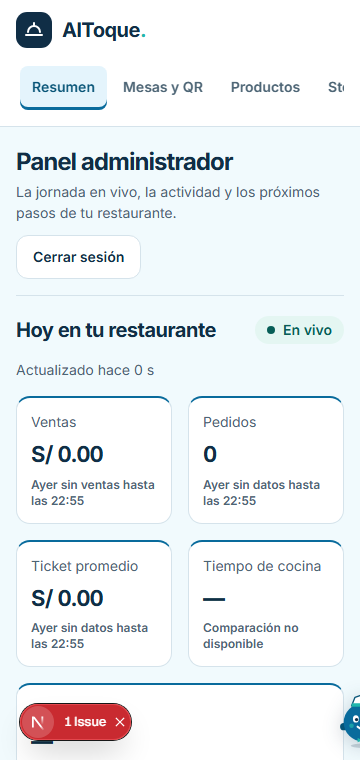 AlToque.
Resumen
Mesas y QR
Productos
Panel administrador
La jornada en vivo, la actividad y los próximos
pasos de tu restaurante.
Cerrar sesión
Hoy en tu restaurante
En vivo
Actualizado hace 0 s
Ventas
S/ 0.00
Ayer sin ventas hasta
las 22:55
Pedidos
0
Ayer sin datos hasta
las 22:55
Ticket promedio
S/ 0.00
Ayer sin datos hasta
las 22:55
Tiempo de cocina
—
Comparación no
disponible
N
1 Issue